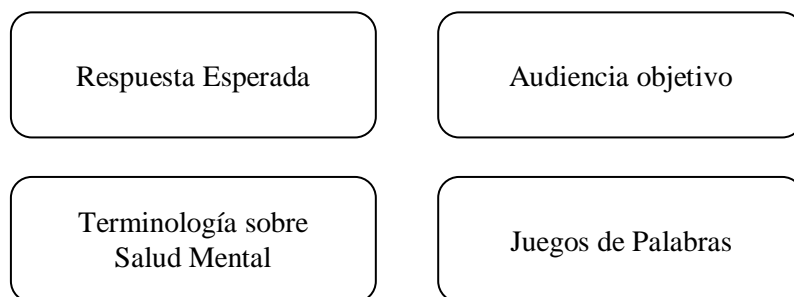 Respuesta Esperada
Audiencia objetivo
Terminología sobre
Salud Mental
Juegos de Palabras